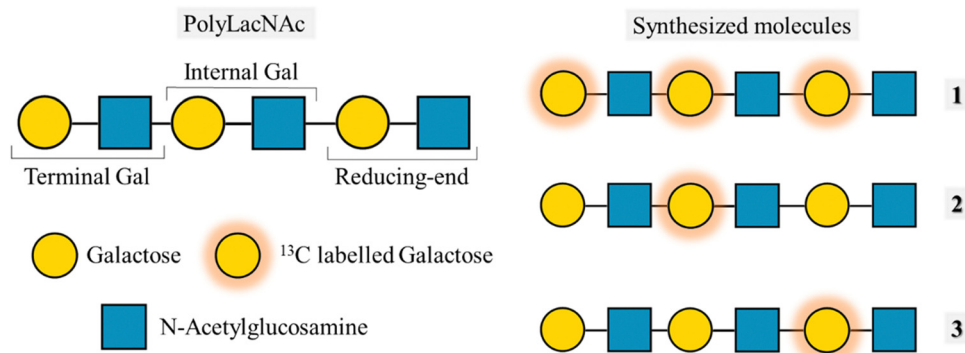 PolyLacNAc
Internal Gal
Terminal Gal
Reducing-end
Galactose
¹³C labelled Galactose
N-Acetylglucosamine
Synthesized molecules
1
2
3